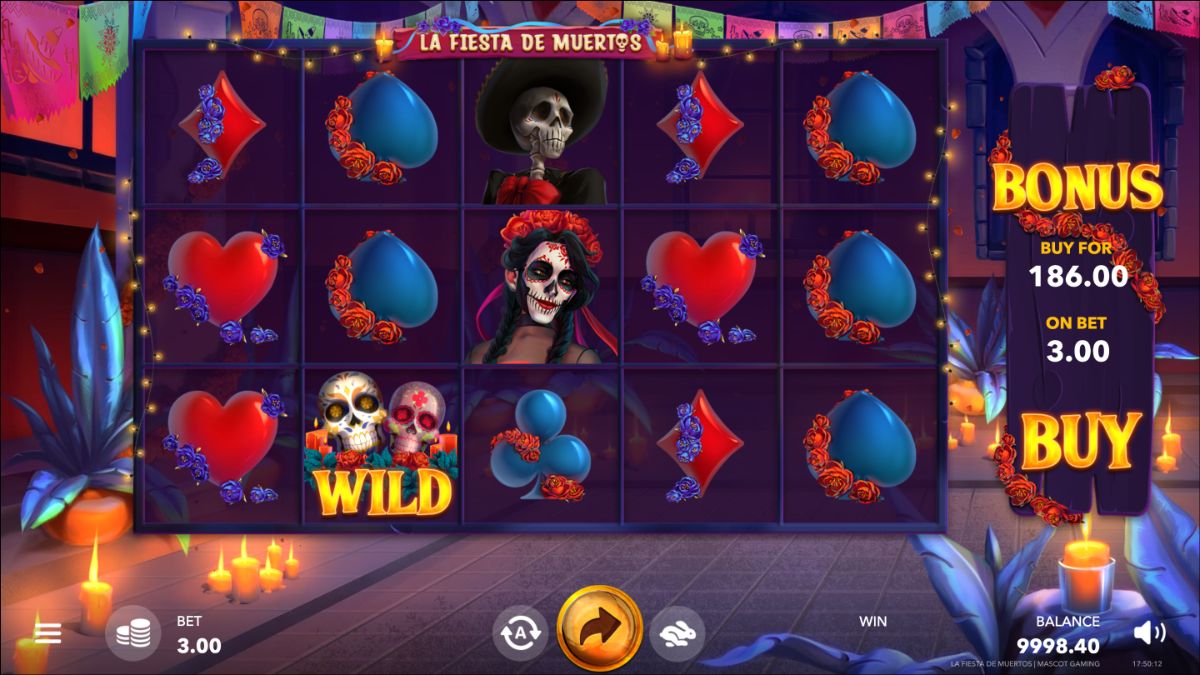 LA FIESTA DE MUERTOS
BONUS
BUY FOR
186.00
ON BET
3.00
BUY
WILD
BET
3.00
A
WIN
BALANCE
9998.40
LA FIESTA DE MUERTOS | MASCOT GAMING
17:50:12